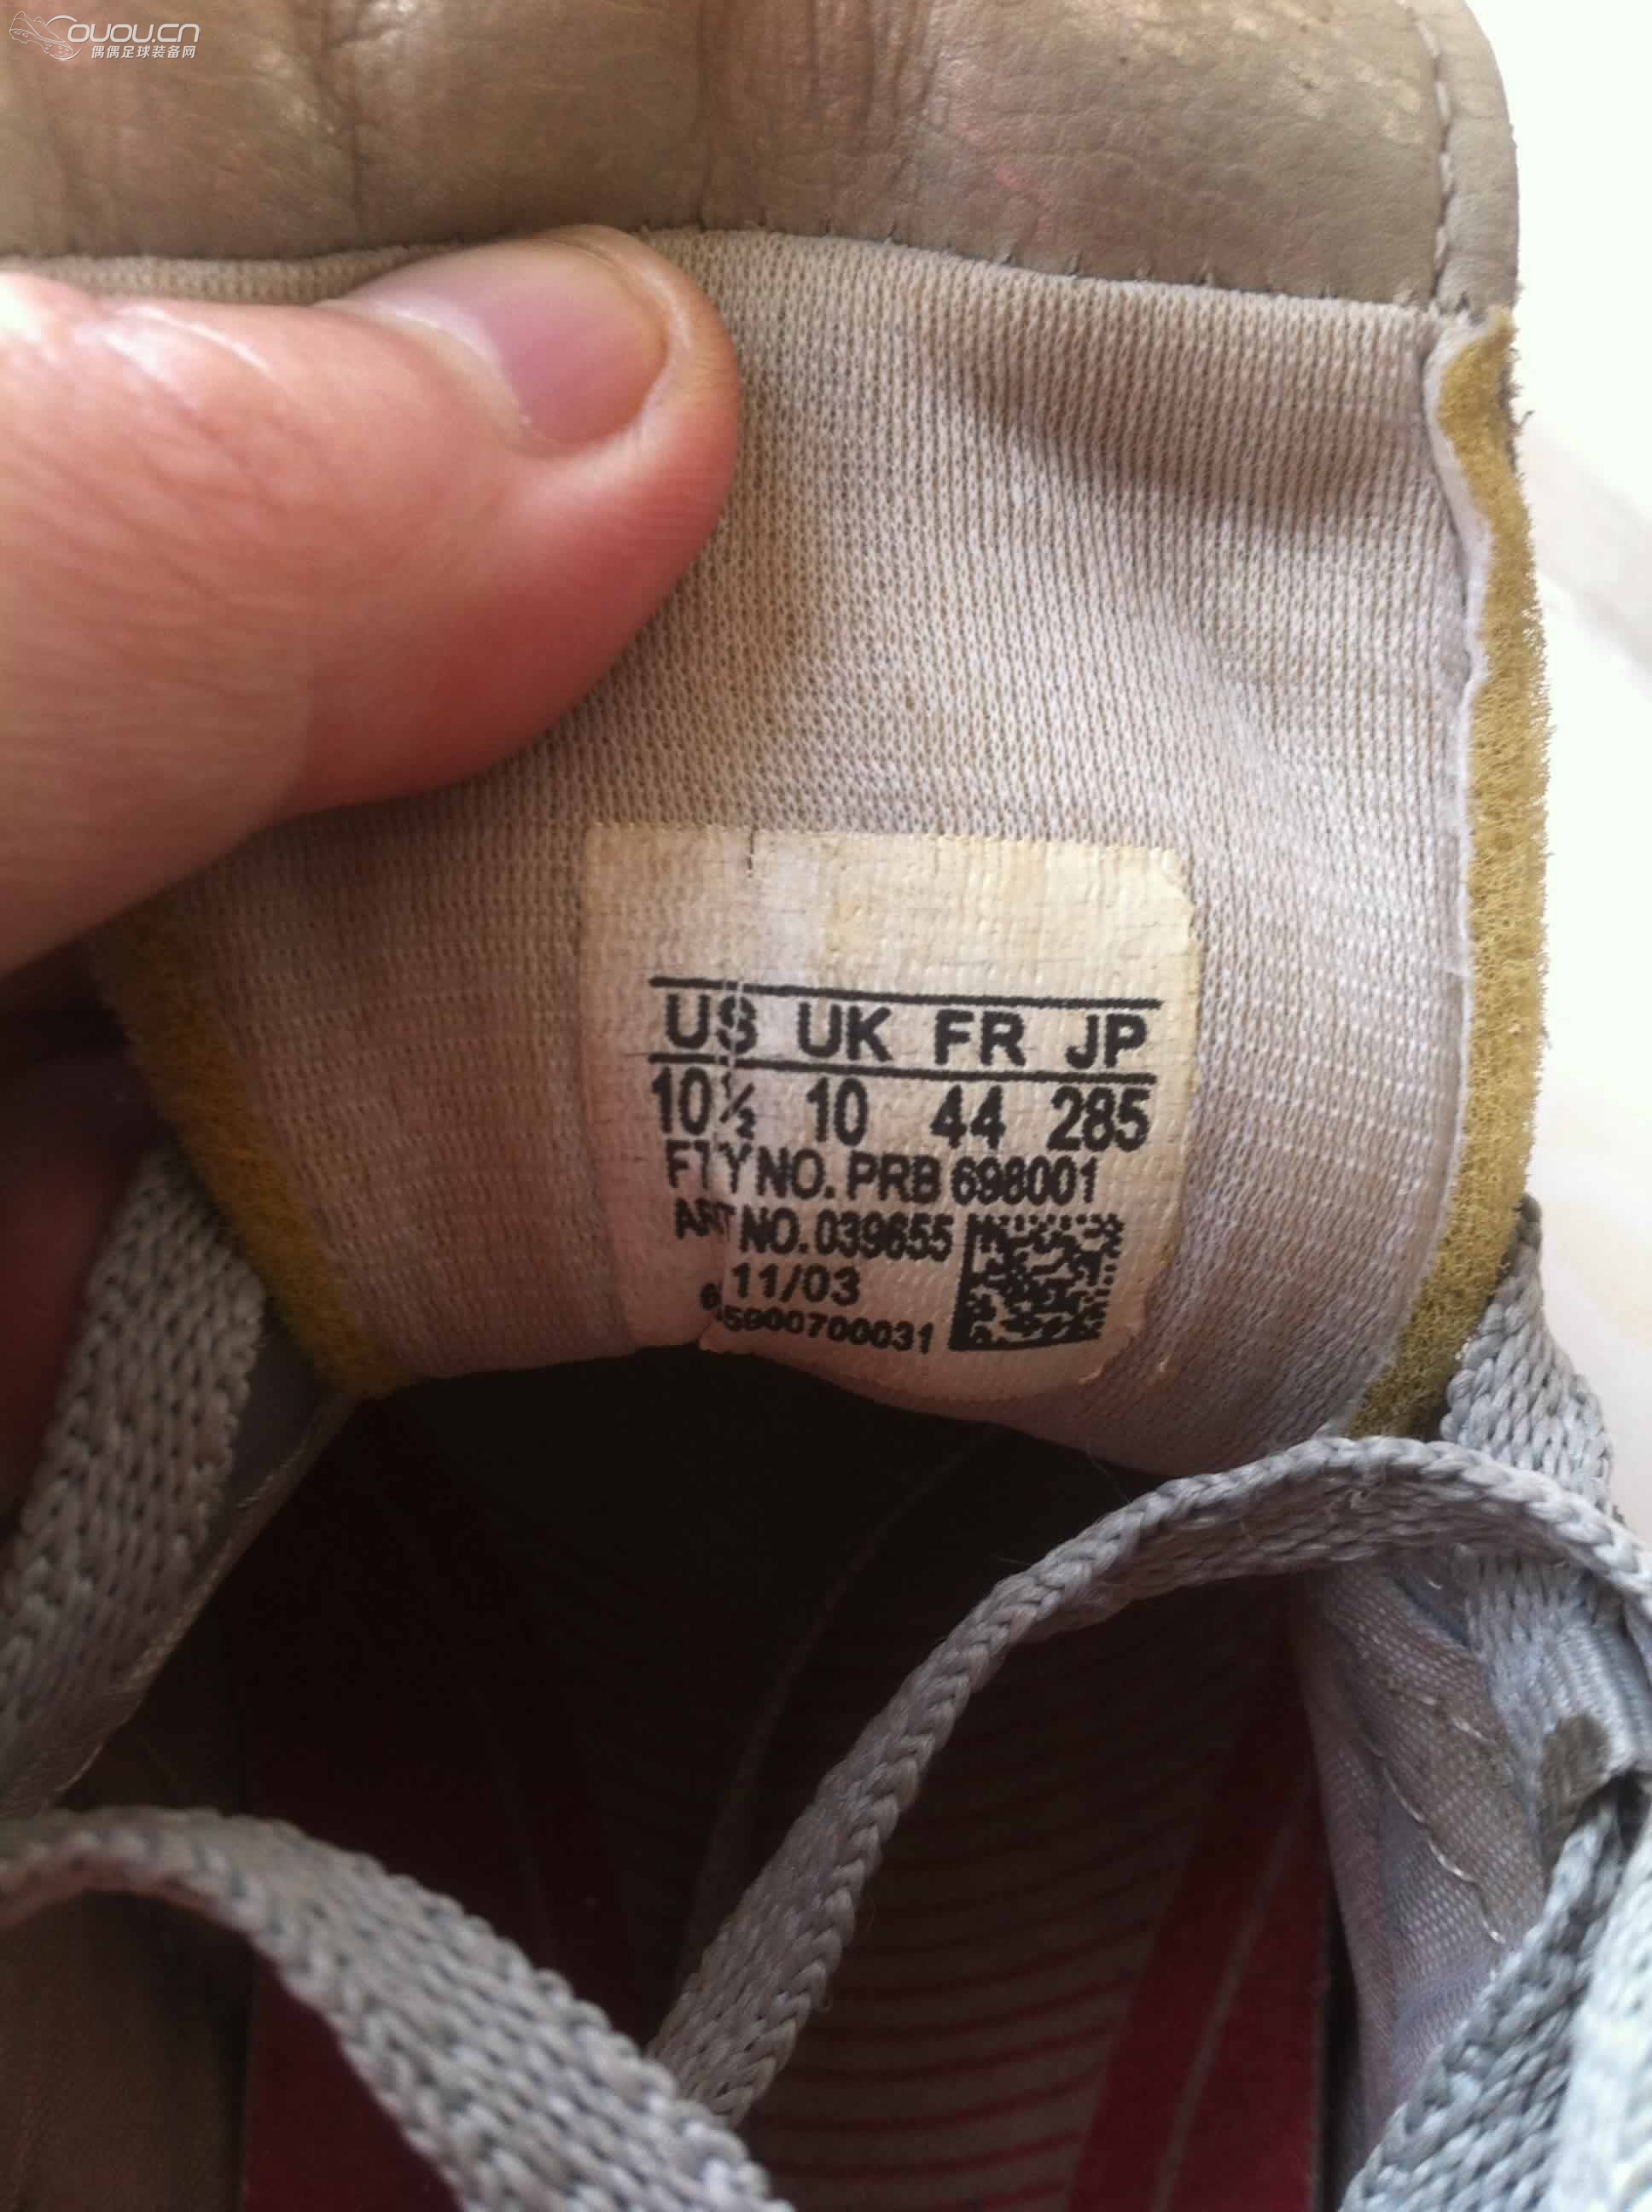 OUOU.CN
偶偶足球装备网
US UK FR JP
10½ 10 44 285
FTY NO. PRB 698001
ART NO. 039655
11/03
5900700031